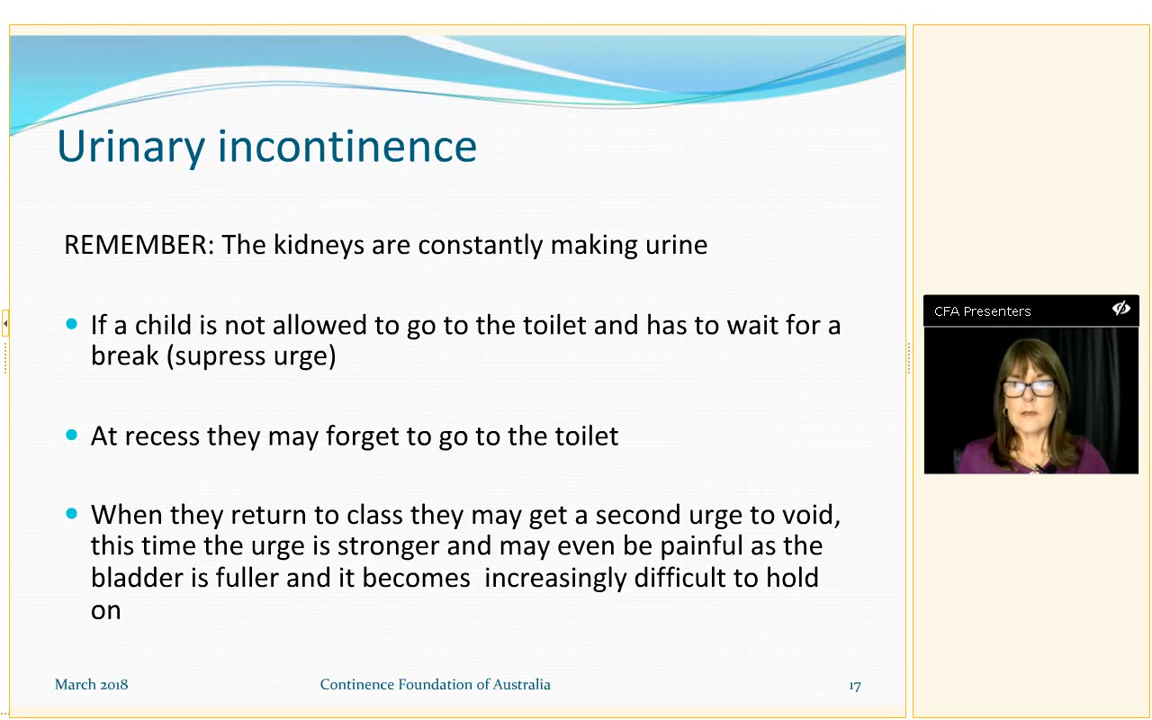 Urinary incontinence
REMEMBER: The kidneys are constantly making urine
If a child is not allowed to go to the toilet and has to wait for a
break (supress urge)
At recess they may forget to go to the toilet
When they return to class they may get a second urge to void,
this time the urge is stronger and may even be painful as the
bladder is fuller and it becomes  increasingly difficult to hold
on
March 2018
Continence Foundation of Australia
17
CFA Presenters